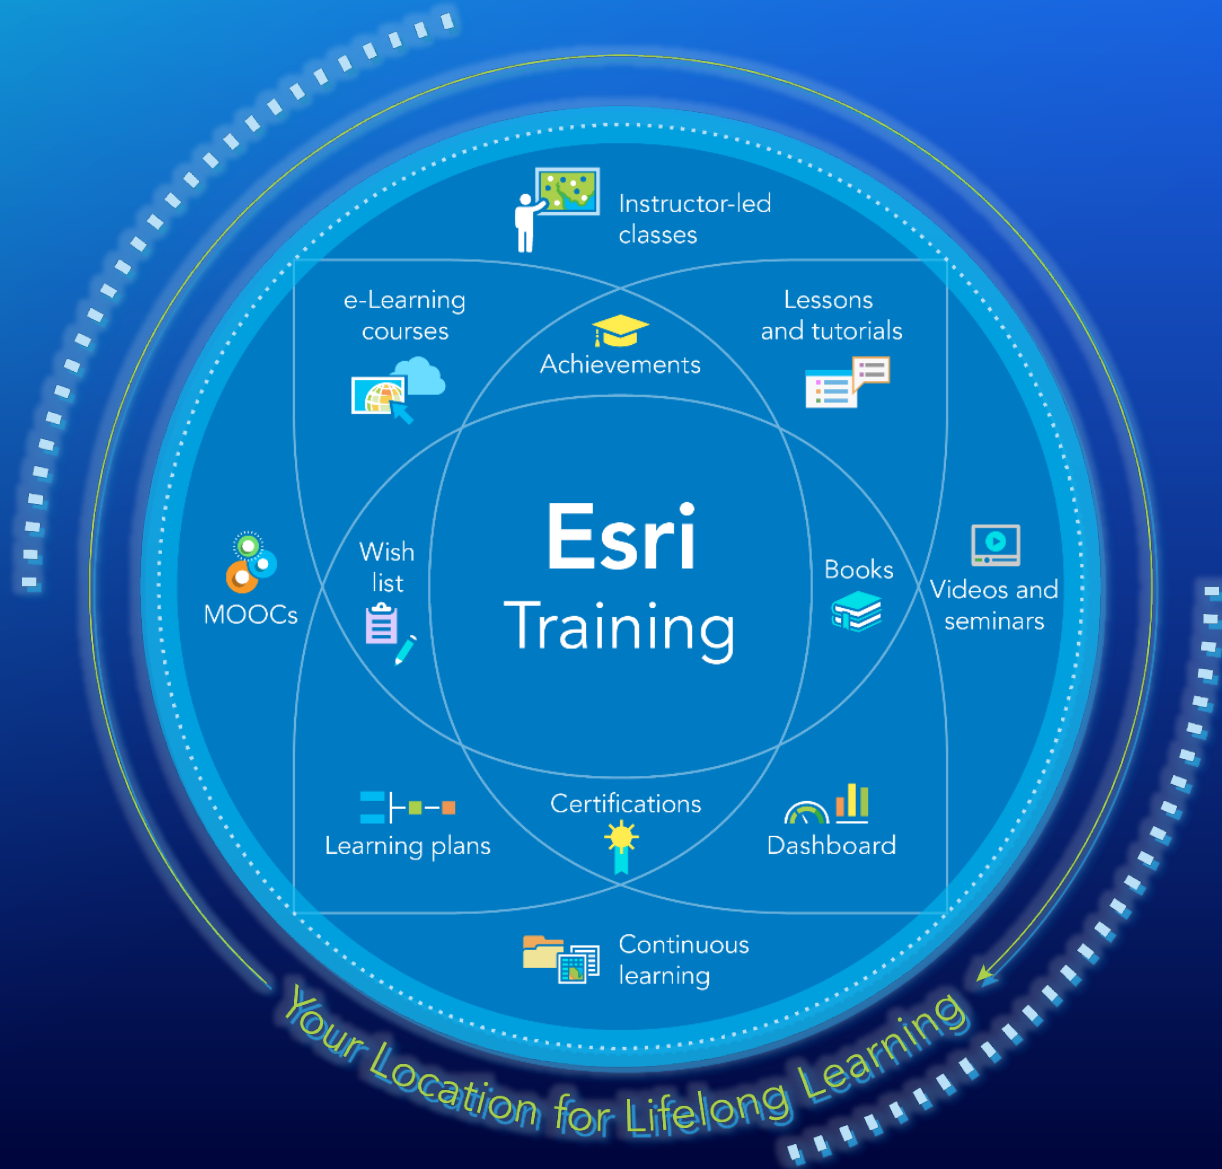 Instructor-led
classes
e-Learning
courses
Achievements
Lessons
and tutorials
Esri
Training
MOOCs
Wish
list
Books
Videos and
seminars
Learning plans
Certifications
Dashboard
Continuous
learning
Your Location for Lifelong Learning